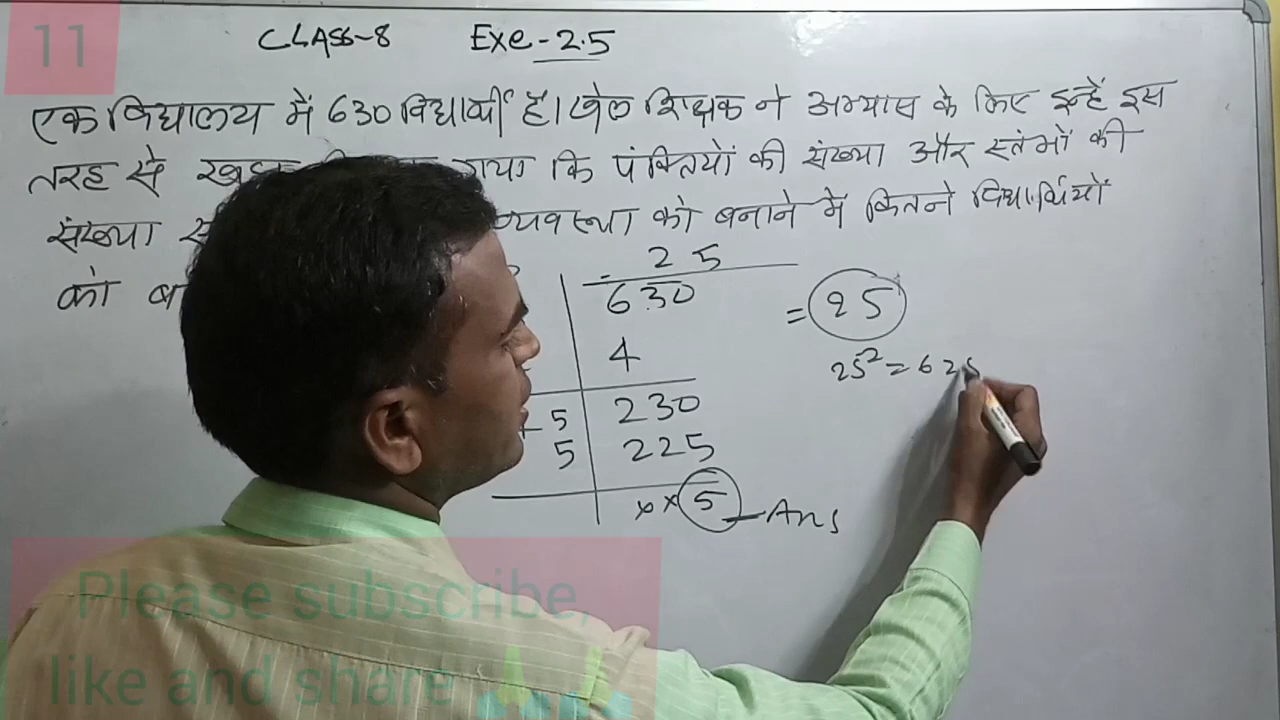 11
CLASS-8 Exe-2.5
एक विद्यालय में 630 विद्यार्थी हैं। खेल शिक्षक ने अभ्यास के लिए इन्हें इस
तरह से गया कि पंक्तियों की संख्या और स्तंभों की
संख्या व्यवस्था को बनाने में कितने विद्यार्थियों
को
25
630
4
5 230
5 225
××5 - Ans
= 25
25² = 625
Please subscribe,
like and share 🙏🙏